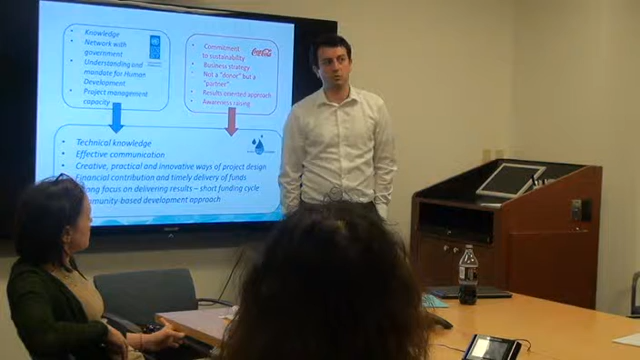 Knowledge
Network with
government
Understanding and
mandate for Human
Development
Project management
capacity
Commitment
to sustainability
Business strategy
Not a "donor" but a
"partner"
Results oriented approach
Awareness raising
Coca-Cola
Technical knowledge
Effective communication
Creative, practical and innovative ways of project design
Financial contribution and timely delivery of funds
focus on delivering results – short funding cycle
-based development approach